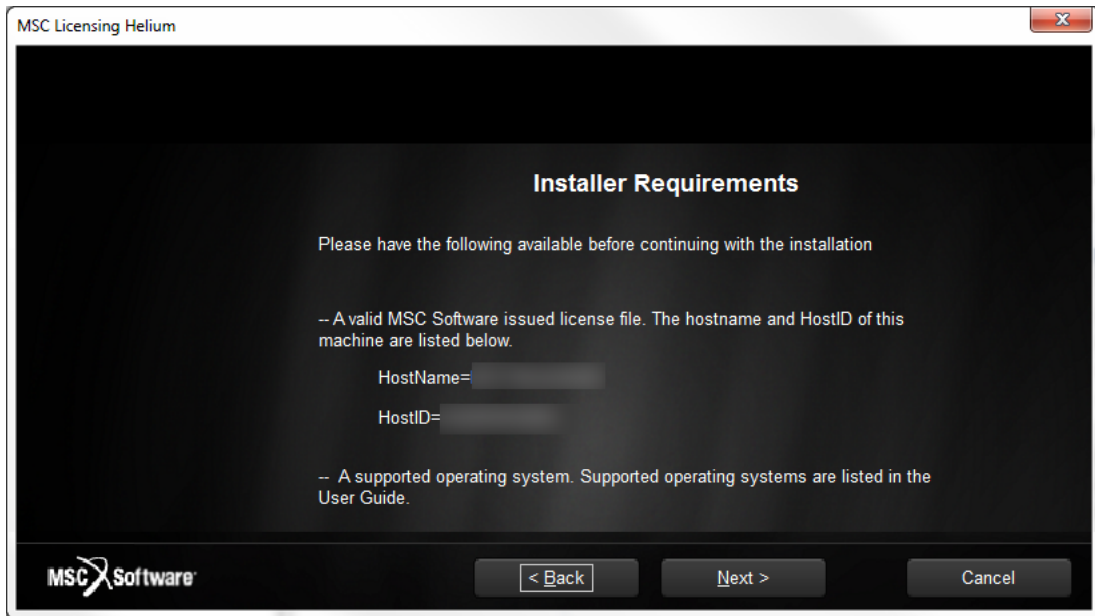 MSC Licensing Helium
Installer Requirements
Please have the following available before continuing with the installation
-- A valid MSC Software issued license file. The hostname and HostID of this
machine are listed below.
HostName=
HostID=
-- A supported operating system. Supported operating systems are listed in the
User Guide.
MSC Software
< Back
Next >
Cancel